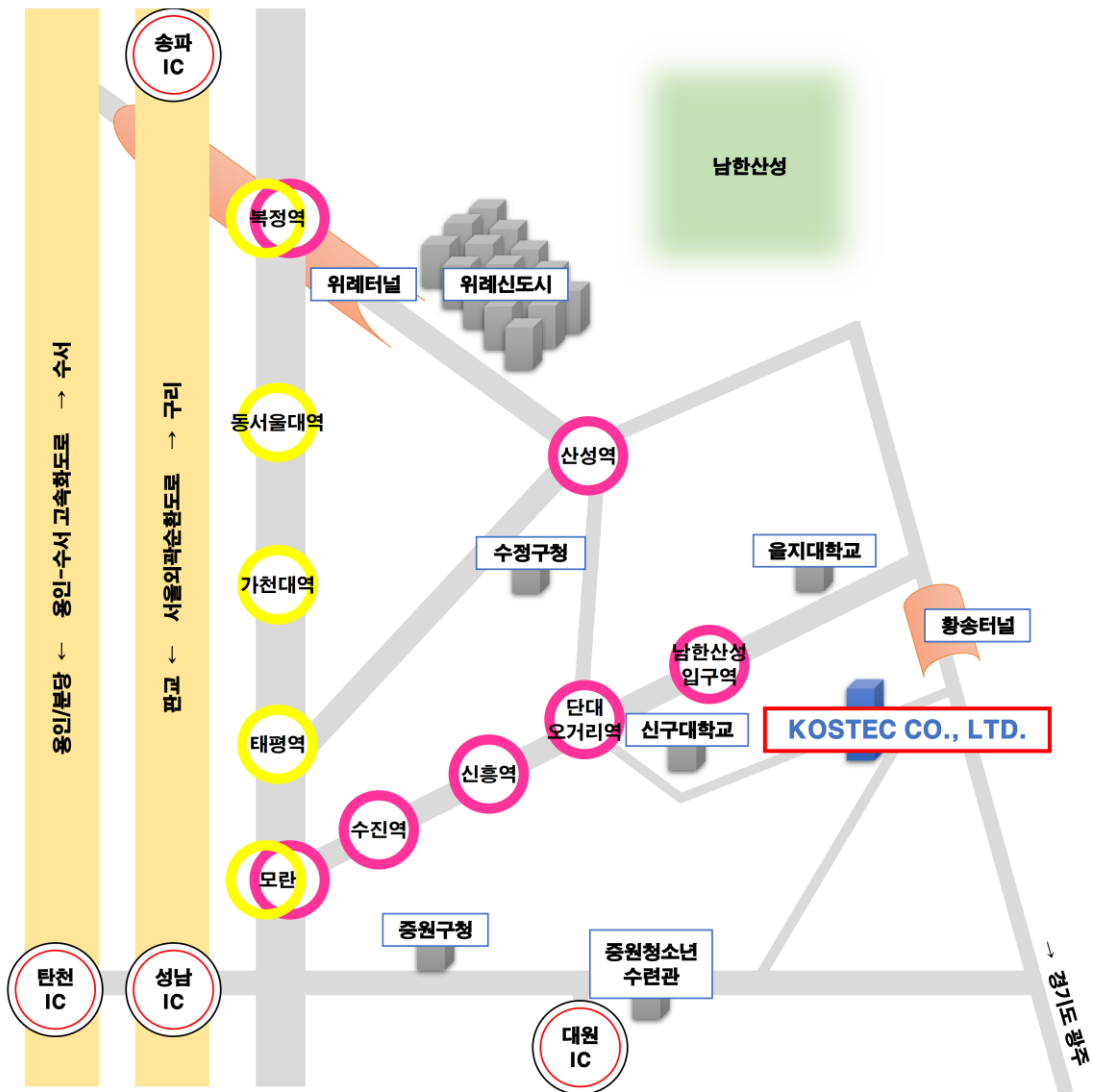 송파
IC
남한산성
복정역
위례터널
위례신도시
용인/분당 ← 용인-수서 고속화도로 → 수서
판교 ← 서울외곽순환도로 → 구리
동서울대역
산성역
수정구청
을지대학교
가천대역
황송터널
남한산성
입구역
단대
오거리역
신구대학교
KOSTEC CO., LTD.
태평역
신흥역
수진역
모란
중원구청
중원청소년
수련관
탄천
IC
성남
IC
대원
IC
→ 경기도 광주